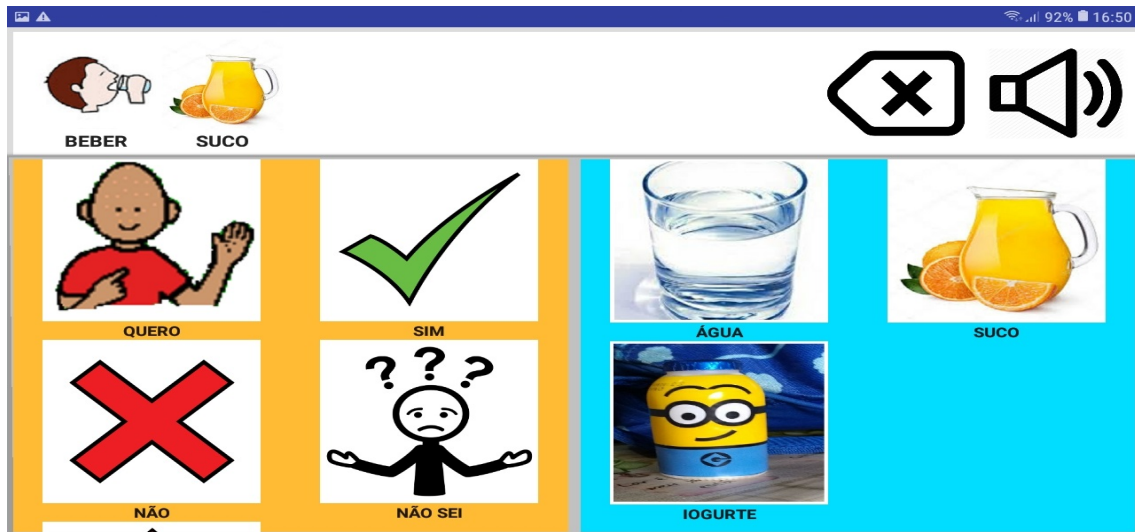 92% 16:50
BEBER SUCO
QUERO SIM ÁGUA SUCO
NÃO NÃO SEI IOGURTE